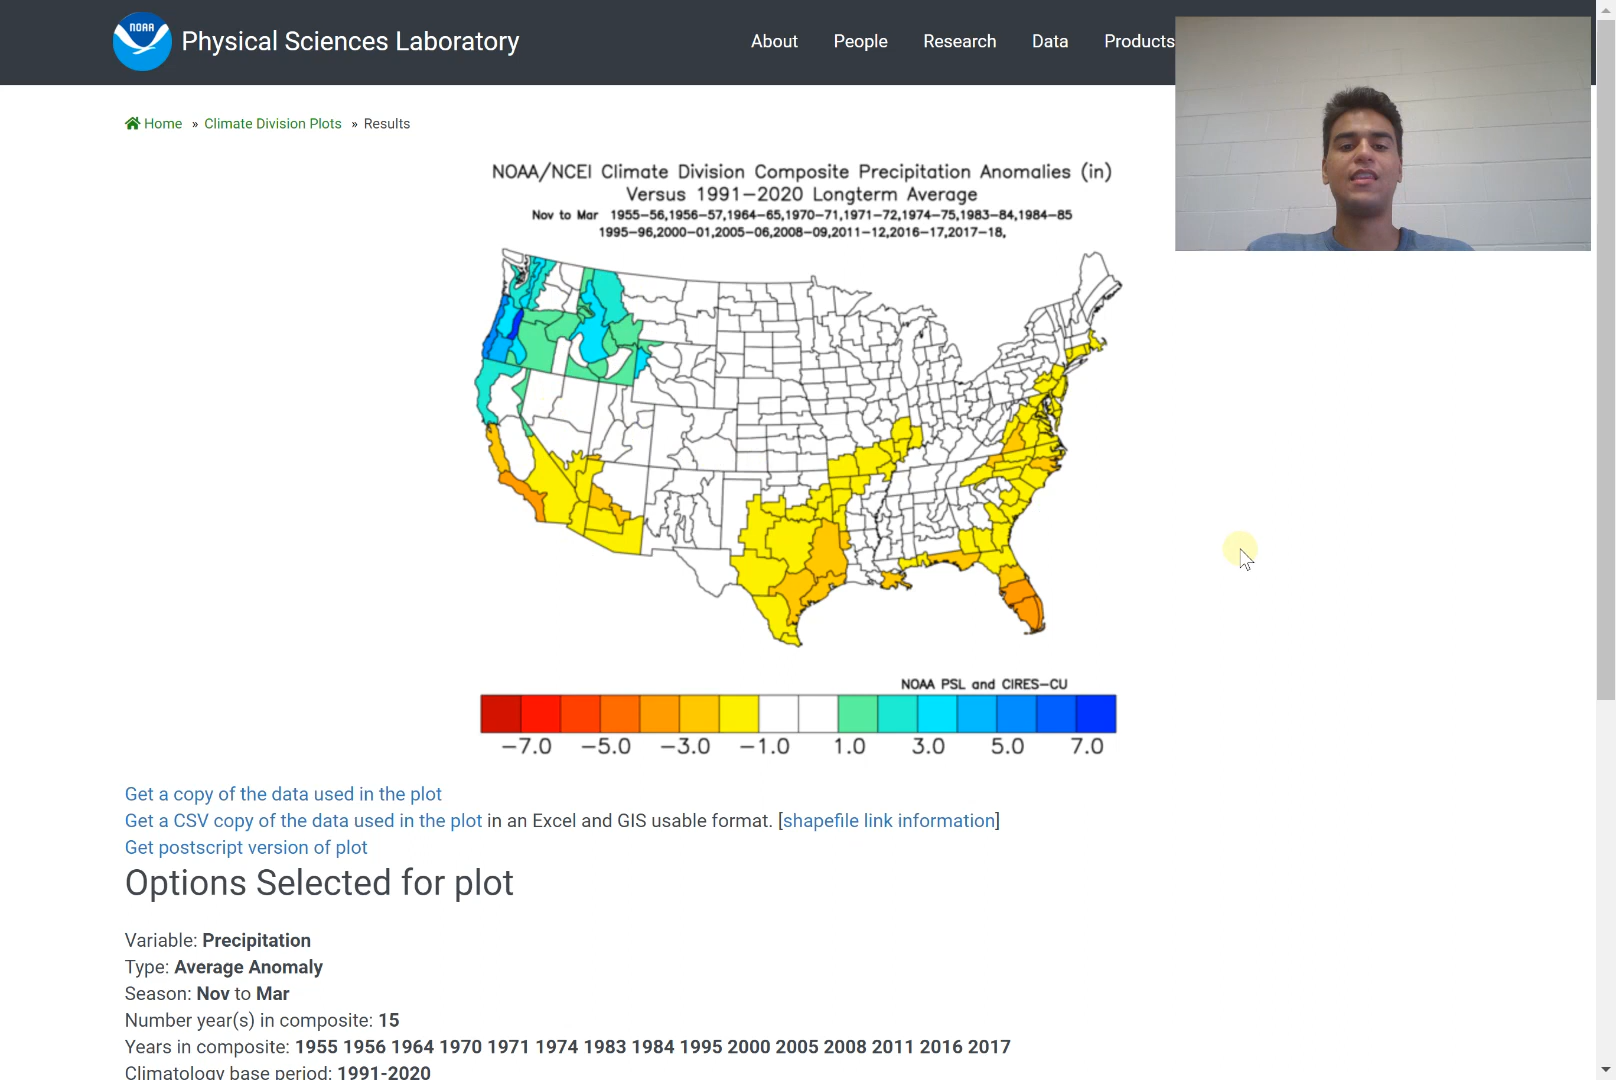 NOAA
Physical Sciences Laboratory
About People Research Data Products
Home » Climate Division Plots » Results
NOAA/NCEI Climate Division Composite Precipitation Anomalies (in)
Versus 1991-2020 Longterm Average
Nov to Mar 1955-56,1956-57,1964-65,1970-71,1971-72,1974-75,1983-84,1984-85
1995-96,2000-01,2005-06,2008-09,2011-12,2016-17,2017-18,
NOAA PSL and CIRES-CU
-7.0 -5.0 -3.0 -1.0 1.0 3.0 5.0 7.0
Get a copy of the data used in the plot
Get a CSV copy of the data used in the plot in an Excel and GIS usable format. [shapefile link information]
Get postscript version of plot
Options Selected for plot
Variable: Precipitation
Type: Average Anomaly
Season: Nov to Mar
Number year(s) in composite: 15
Years in composite: 1955 1956 1964 1970 1971 1974 1983 1984 1995 2000 2005 2008 2011 2016 2017
Climatology base period: 1991-2020